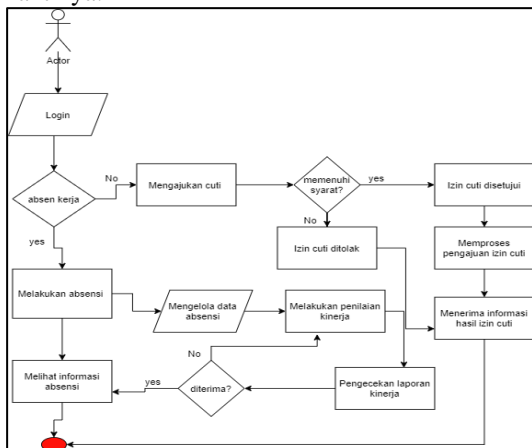 Actor
Login
absen kerja
No
Mengajukan cuti
memenuhi
syarat?
yes
Izin cuti disetujui
yes
No
Izin cuti ditolak
Memproses
pengajuan izin cuti
Melakukan absensi
Mengelola data
absensi
Melakukan penilaian
kinerja
Menerima informasi
hasil izin cuti
Melihat informasi
absensi
yes
diterima?
No
Pengecekan laporan
kinerja